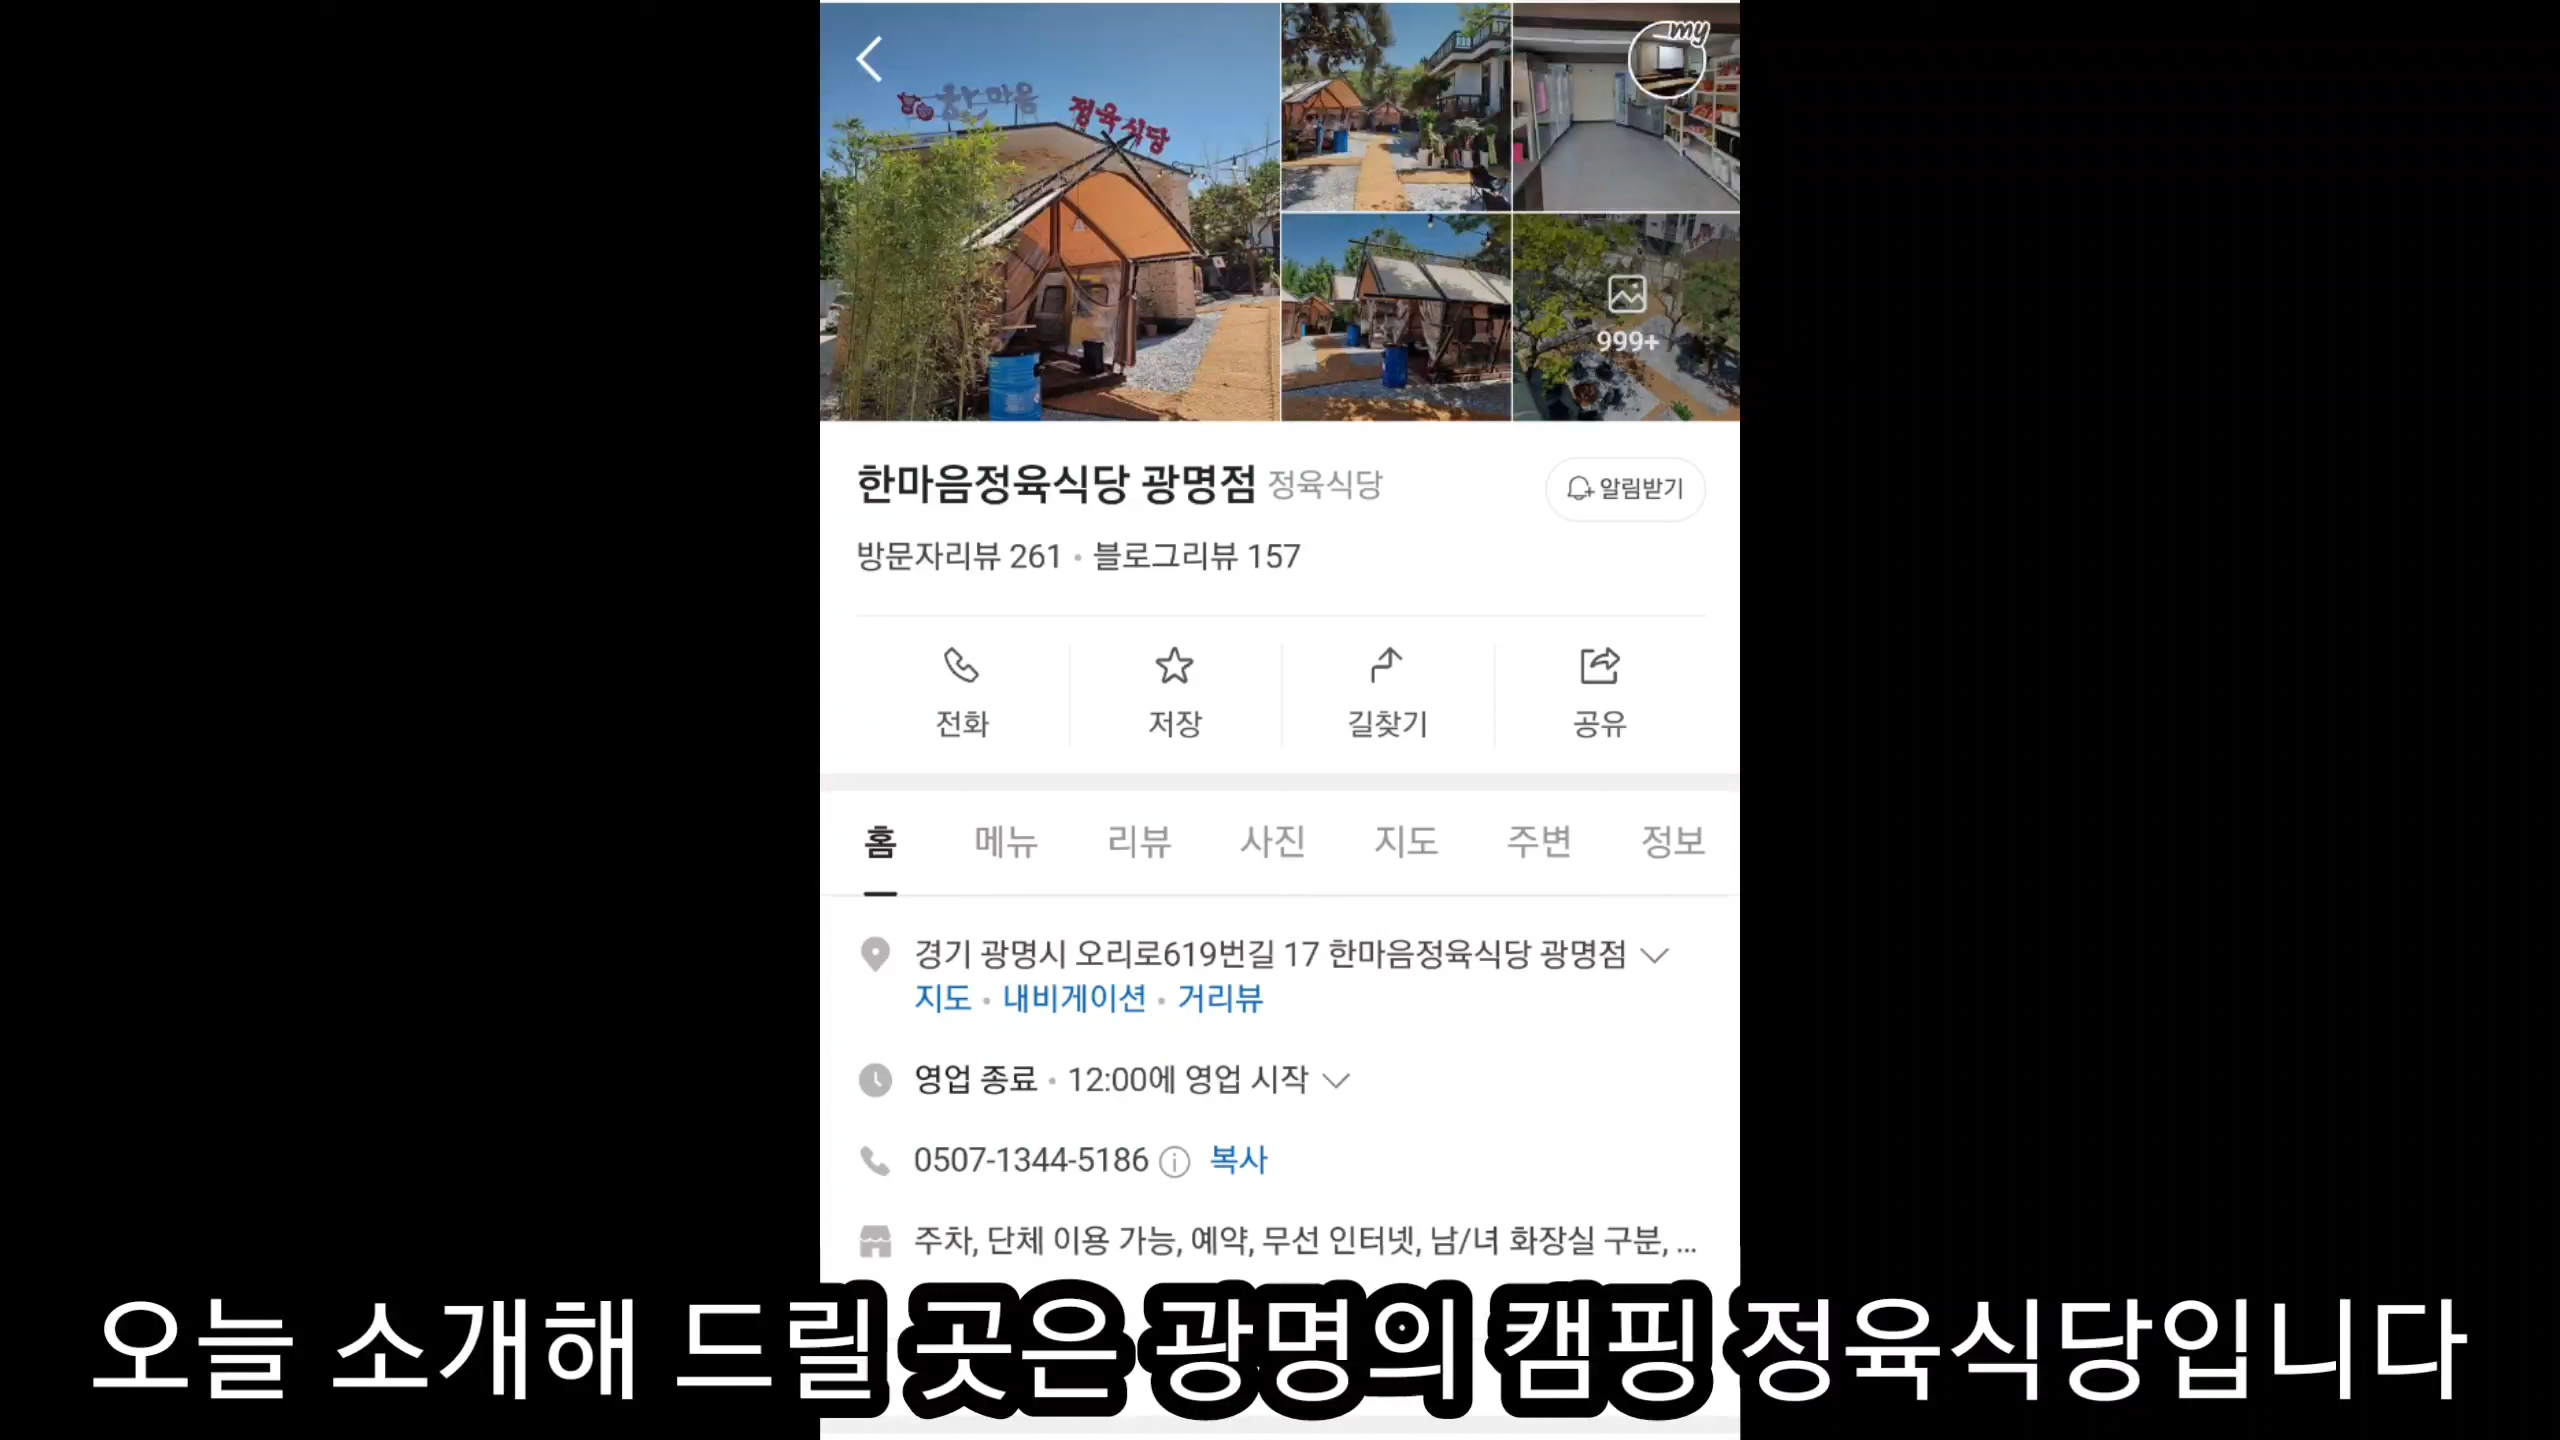 my
한마음 정육식당
999+
한마음정육식당 광명점 정육식당
알림받기
방문자리뷰 261 • 블로그리뷰 157
전화 저장 길찾기 공유
홈 메뉴 리뷰 사진 지도 주변 정보
경기 광명시 오리로619번길 17 한마음정육식당 광명점
지도 • 내비게이션 • 거리뷰
영업 종료 • 12:00에 영업 시작
0507-1344-5186 복사
주차, 단체 이용 가능, 예약, 무선 인터넷, 남/녀 화장실 구분, ...
오늘 소개해 드릴 곳은 광명의 캠핑 정육식당입니다